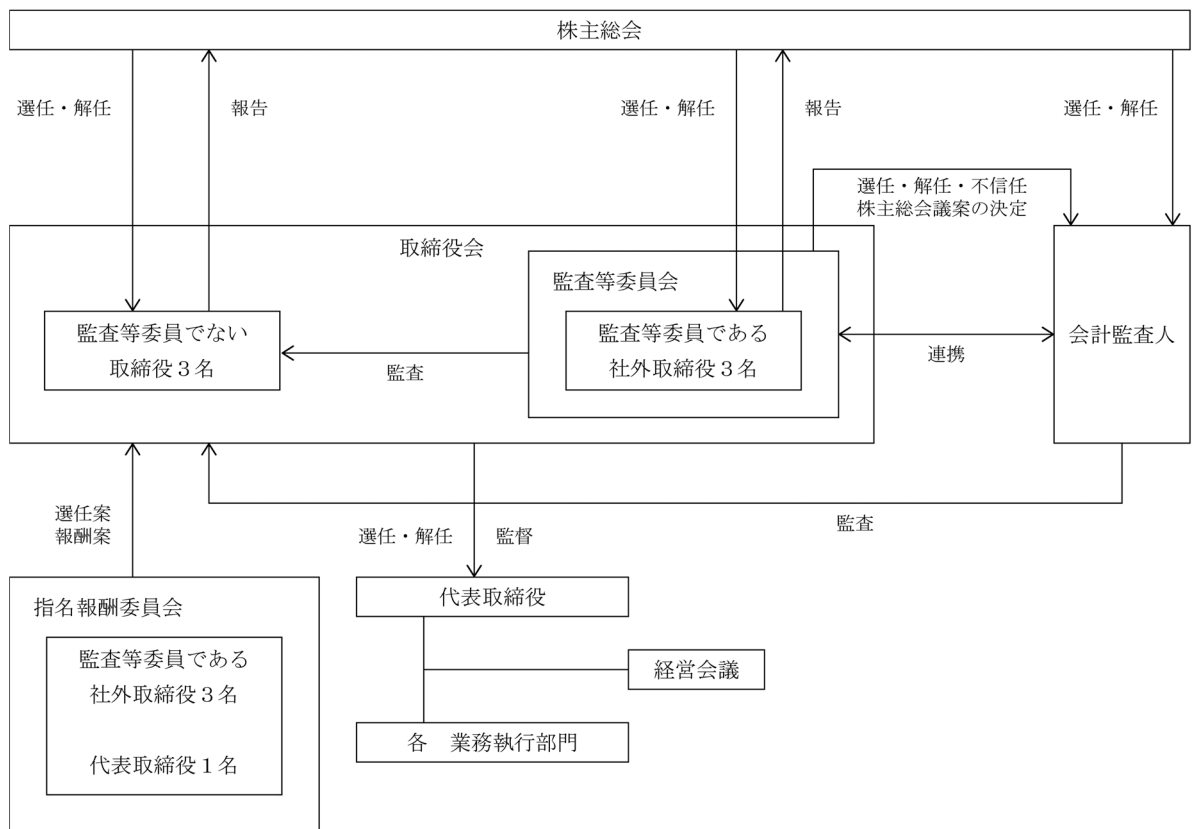 株主総会
選任・解任
報告
選任・解任
報告
選任・解任
選任・解任・不信任
株主総会議案の決定
取締役会
監査等委員会
監査等委員でない
取締役3名
監査
監査等委員である
社外取締役3名
連携
会計監査人
選任案
報酬案
選任・解任
監督
監査
指名報酬委員会
監査等委員である
社外取締役3名
代表取締役1名
代表取締役
経営会議
各　業務執行部門